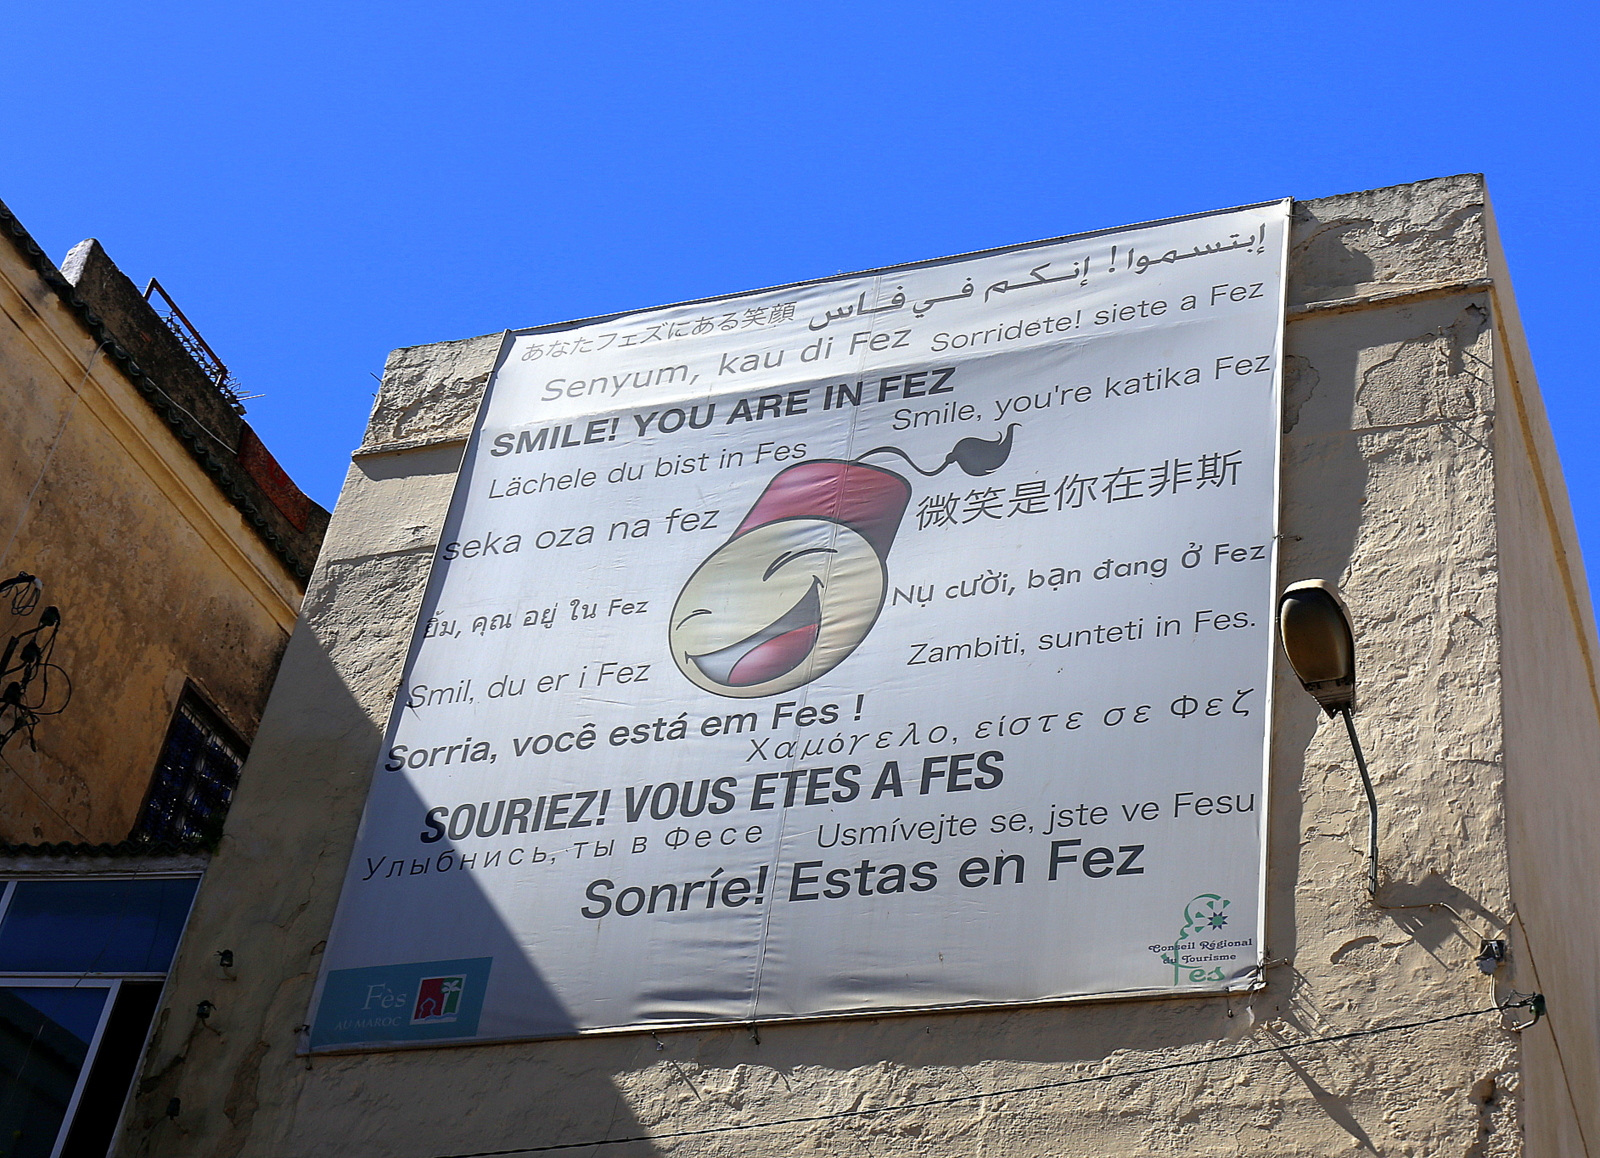 إبتسموا! إنكم في فاس
あなたフェズにある笑顔
Senyum, kau di Fez
Sorridete! siete a Fez
SMILE! YOU ARE IN FEZ
Smile, you're katika Fez
Lächele du bist in Fes
微笑是你在非斯
seka oza na fez
Nụ cười, bạn đang ở Fez
ยิ้ม, คุณ อยู่ ใน Fez
Zambiti, sunteti in Fes.
Smil, du er i Fez
Sorria, você está em Fes !
Χαμόγελο, είστε σε Φεζ
SOURIEZ! VOUS ETES A FES
Usmívejte se, jste ve Fesu
Улыбнись, ты в Фесе
Sonríe! Estas en Fez
Conseil Régional
du Tourisme
Fes
Fès
AU MAROC